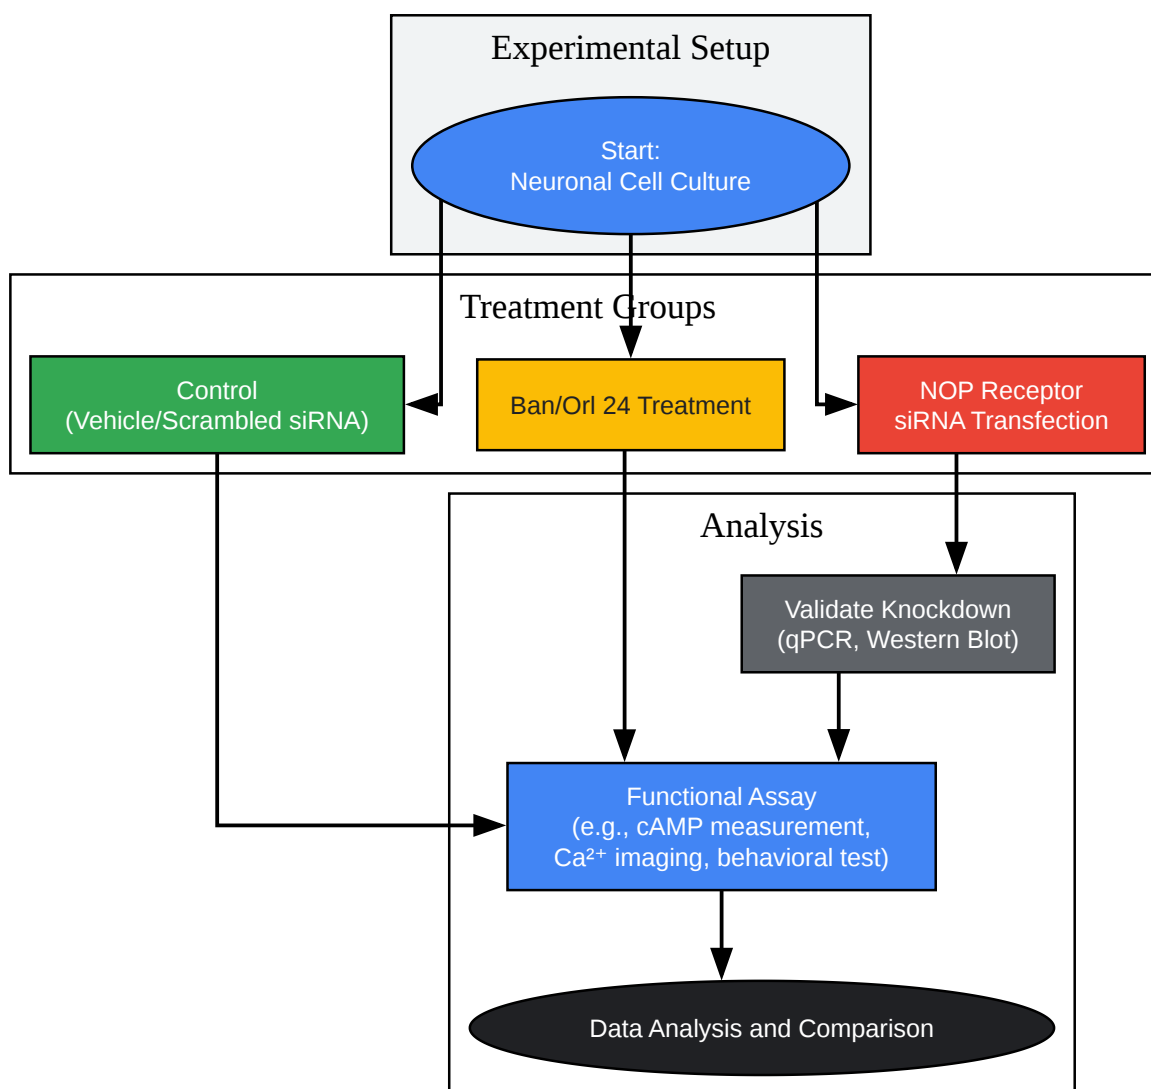 Experimental Setup
Start:
Neuronal Cell Culture
Treatment Groups
Control
(Vehicle/Scrambled siRNA)
Ban/Orl 24 Treatment
NOP Receptor
siRNA Transfection
Analysis
Validate Knockdown
(qPCR, Western Blot)
Functional Assay
(e.g., cAMP measurement,
Ca²⁺ imaging, behavioral test)
Data Analysis and Comparison